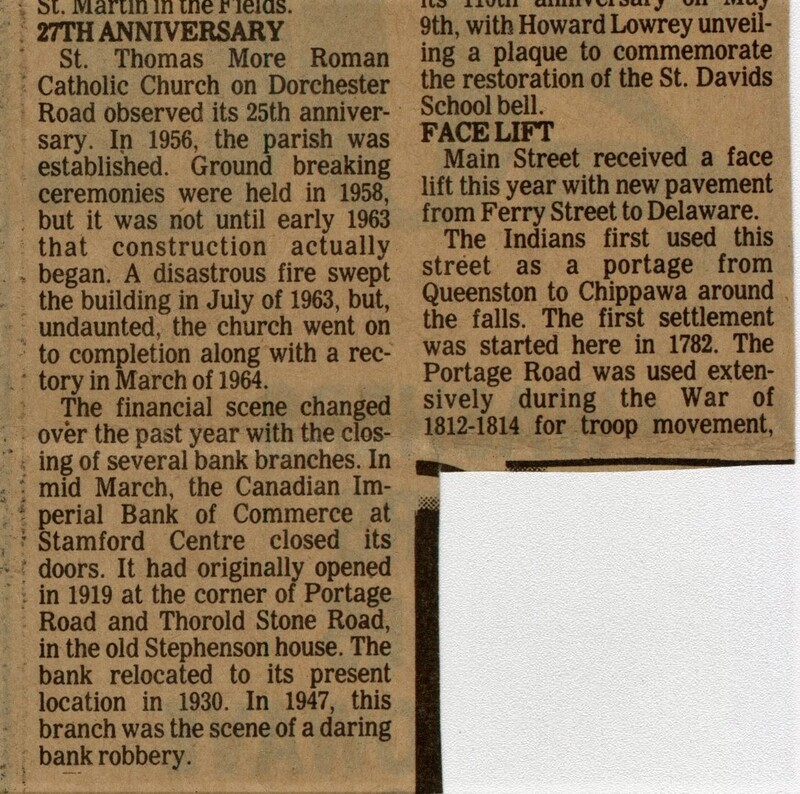 St. Martin in the Fields.
27TH ANNIVERSARY
St. Thomas More Roman
Catholic Church on Dorchester
Road observed its 25th anniver-
sary. In 1956, the parish was
established. Ground breaking
ceremonies were held in 1958,
but it was not until early 1963
that construction actually
began. A disastrous fire swept
the building in July of 1963, but,
undaunted, the church went on
to completion along with a rec-
tory in March of 1964.
The financial scene changed
over the past year with the clos-
ing of several bank branches. In
mid March, the Canadian Im-
perial Bank of Commerce at
Stamford Centre closed its
doors. It had originally opened
in 1919 at the corner of Portage
Road and Thorold Stone Road,
in the old Stephenson house. The
bank relocated to its present
location in 1930. In 1947, this
branch was the scene of a daring
bank robbery.
its 110th anniversary on May
9th, with Howard Lowrey unveil-
ing a plaque to commemorate
the restoration of the St. Davids
School bell.
FACE LIFT
Main Street received a face
lift this year with new pavement
from Ferry Street to Delaware.
The Indians first used this
street as a portage from
Queenston to Chippawa around
the falls. The first settlement
was started here in 1782. The
Portage Road was used exten-
sively during the War of
1812-1814 for troop movement,